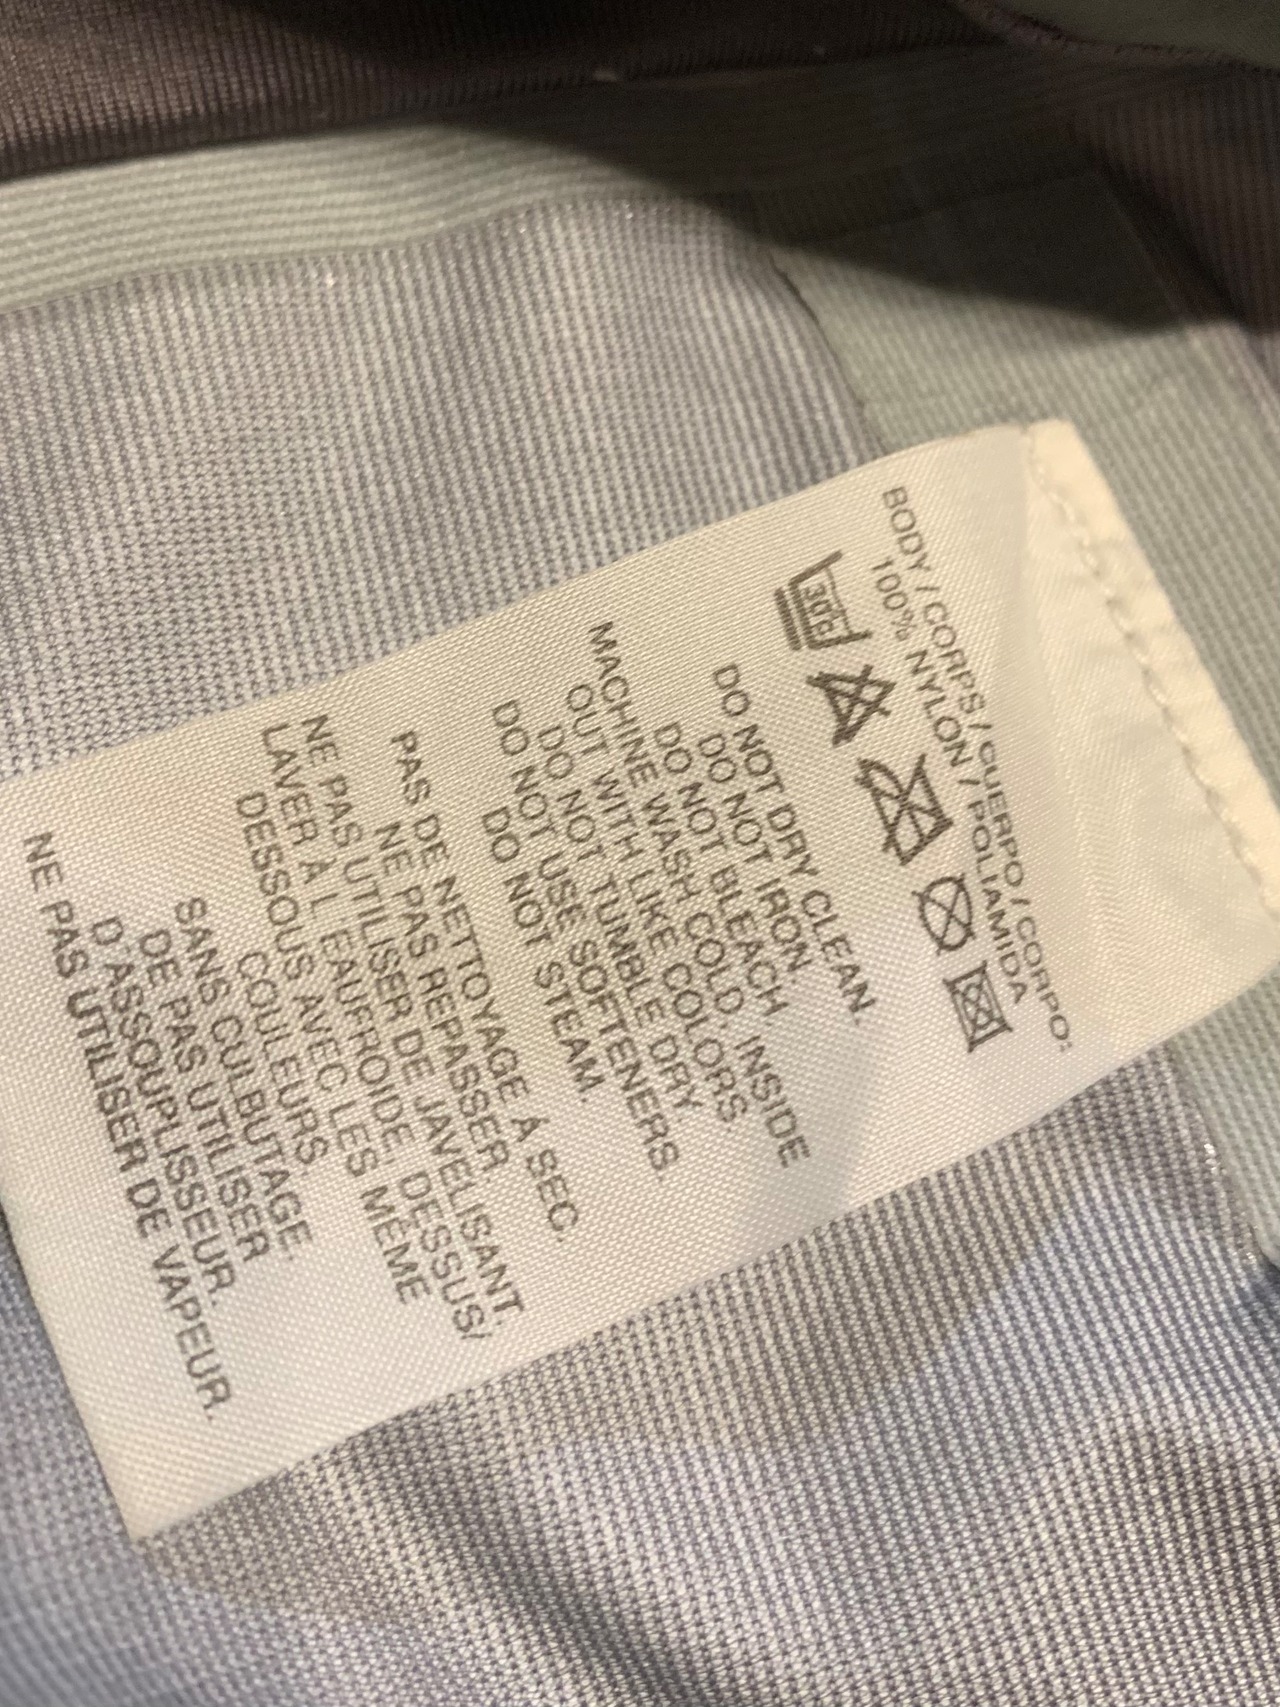 BODY / CORPS / CUERPO / CORPO:
100% NYLON / POLIAMIDA
30°C
DO NOT DRY CLEAN.
DO NOT IRON
DO NOT BLEACH
MACHINE WASH COLD, INSIDE
OUT WITH LIKE COLORS
DO NOT TUMBLE DRY
DO NOT USE SOFTENERS.
DO NOT STEAM.
PAS DE NETTOYAGE À SEC.
NE PAS REPASSER.
NE PAS UTILISER DE JAVELISANT
LAVER À L'EAUFROIDE, DESSUS/
DESSOUS AVEC LES MÊME
COULEURS
SANS CULBUTAGE.
DE PAS UTILISER
D'ASSOUPLISSEUR.
NE PAS UTILISER DE VAPEUR.